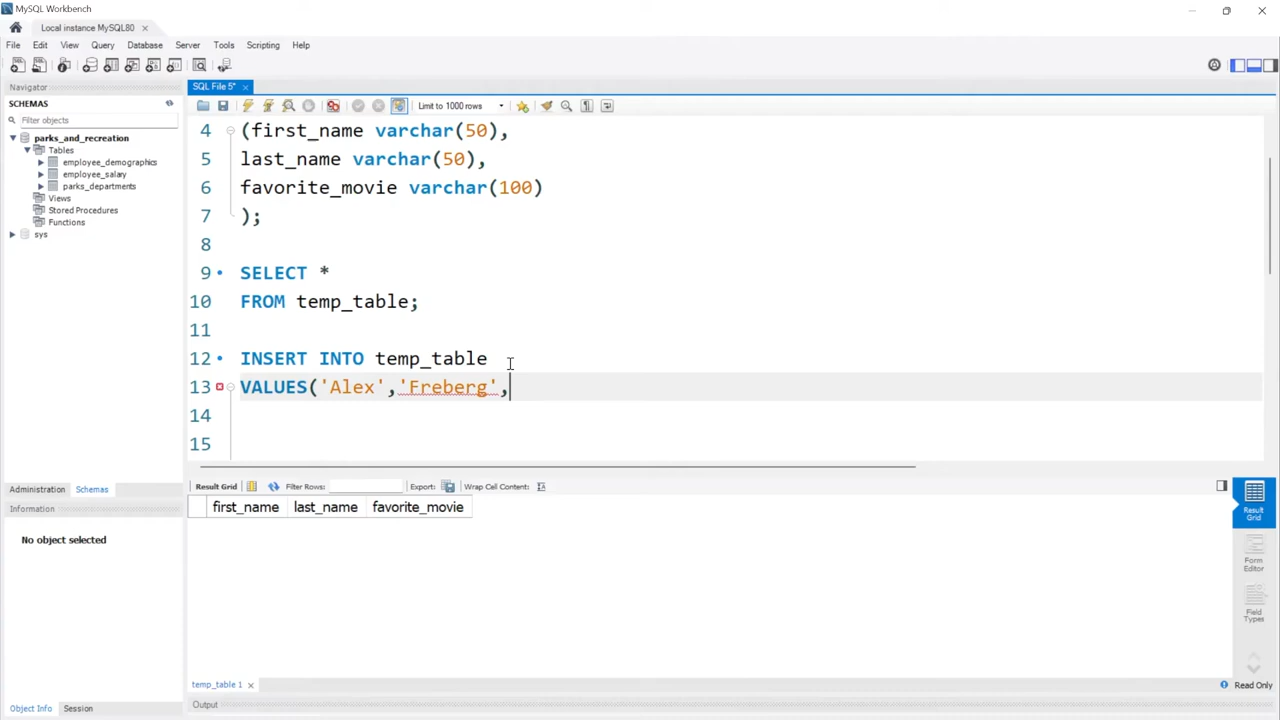 MySQL Workbench
Local instance MySQL80
File Edit View Query Database Server Tools Scripting Help
Navigator
SCHEMAS
Filter objects
parks_and_recreation
Tables
employee_demographics
employee_salary
parks_departments
Views
Stored Procedures
Functions
sys
Administration Schemas
Information
No object selected
Object Info Session
SQL File 5*
Limit to 1000 rows
4 (first_name varchar(50),
5 last_name varchar(50),
6 favorite_movie varchar(100)
7 );
8
9 SELECT *
10 FROM temp_table;
11
12 INSERT INTO temp_table
13 VALUES('Alex','Freberg',
14
15
Result Grid Filter Rows: Export: Wrap Cell Content:
first_name last_name favorite_movie
Result
Grid
Form
Editor
Field
Types
temp_table 1
Read Only
Output